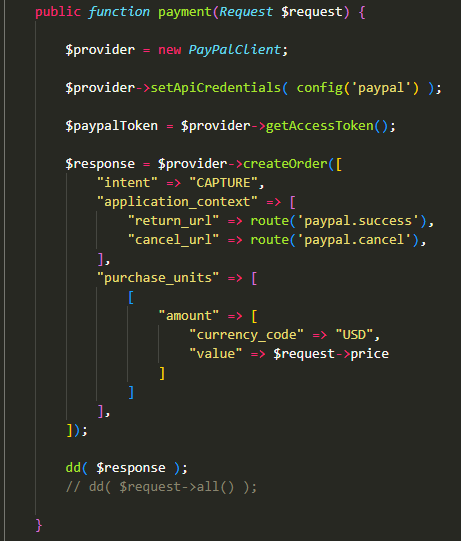 public function payment(Request $request) {
$provider = new PayPalClient;
$provider->setApiCredentials( config('paypal') );
$paypalToken = $provider->getAccessToken();
$response = $provider->createOrder([
"intent" => "CAPTURE",
"application_context" => [
"return_url" => route('paypal.success'),
"cancel_url" => route('paypal.cancel'),
],
"purchase_units" => [
[
"amount" => [
"currency_code" => "USD",
"value" => $request->price
]
]
],
]);
dd( $response );
// dd( $request->all() );
}